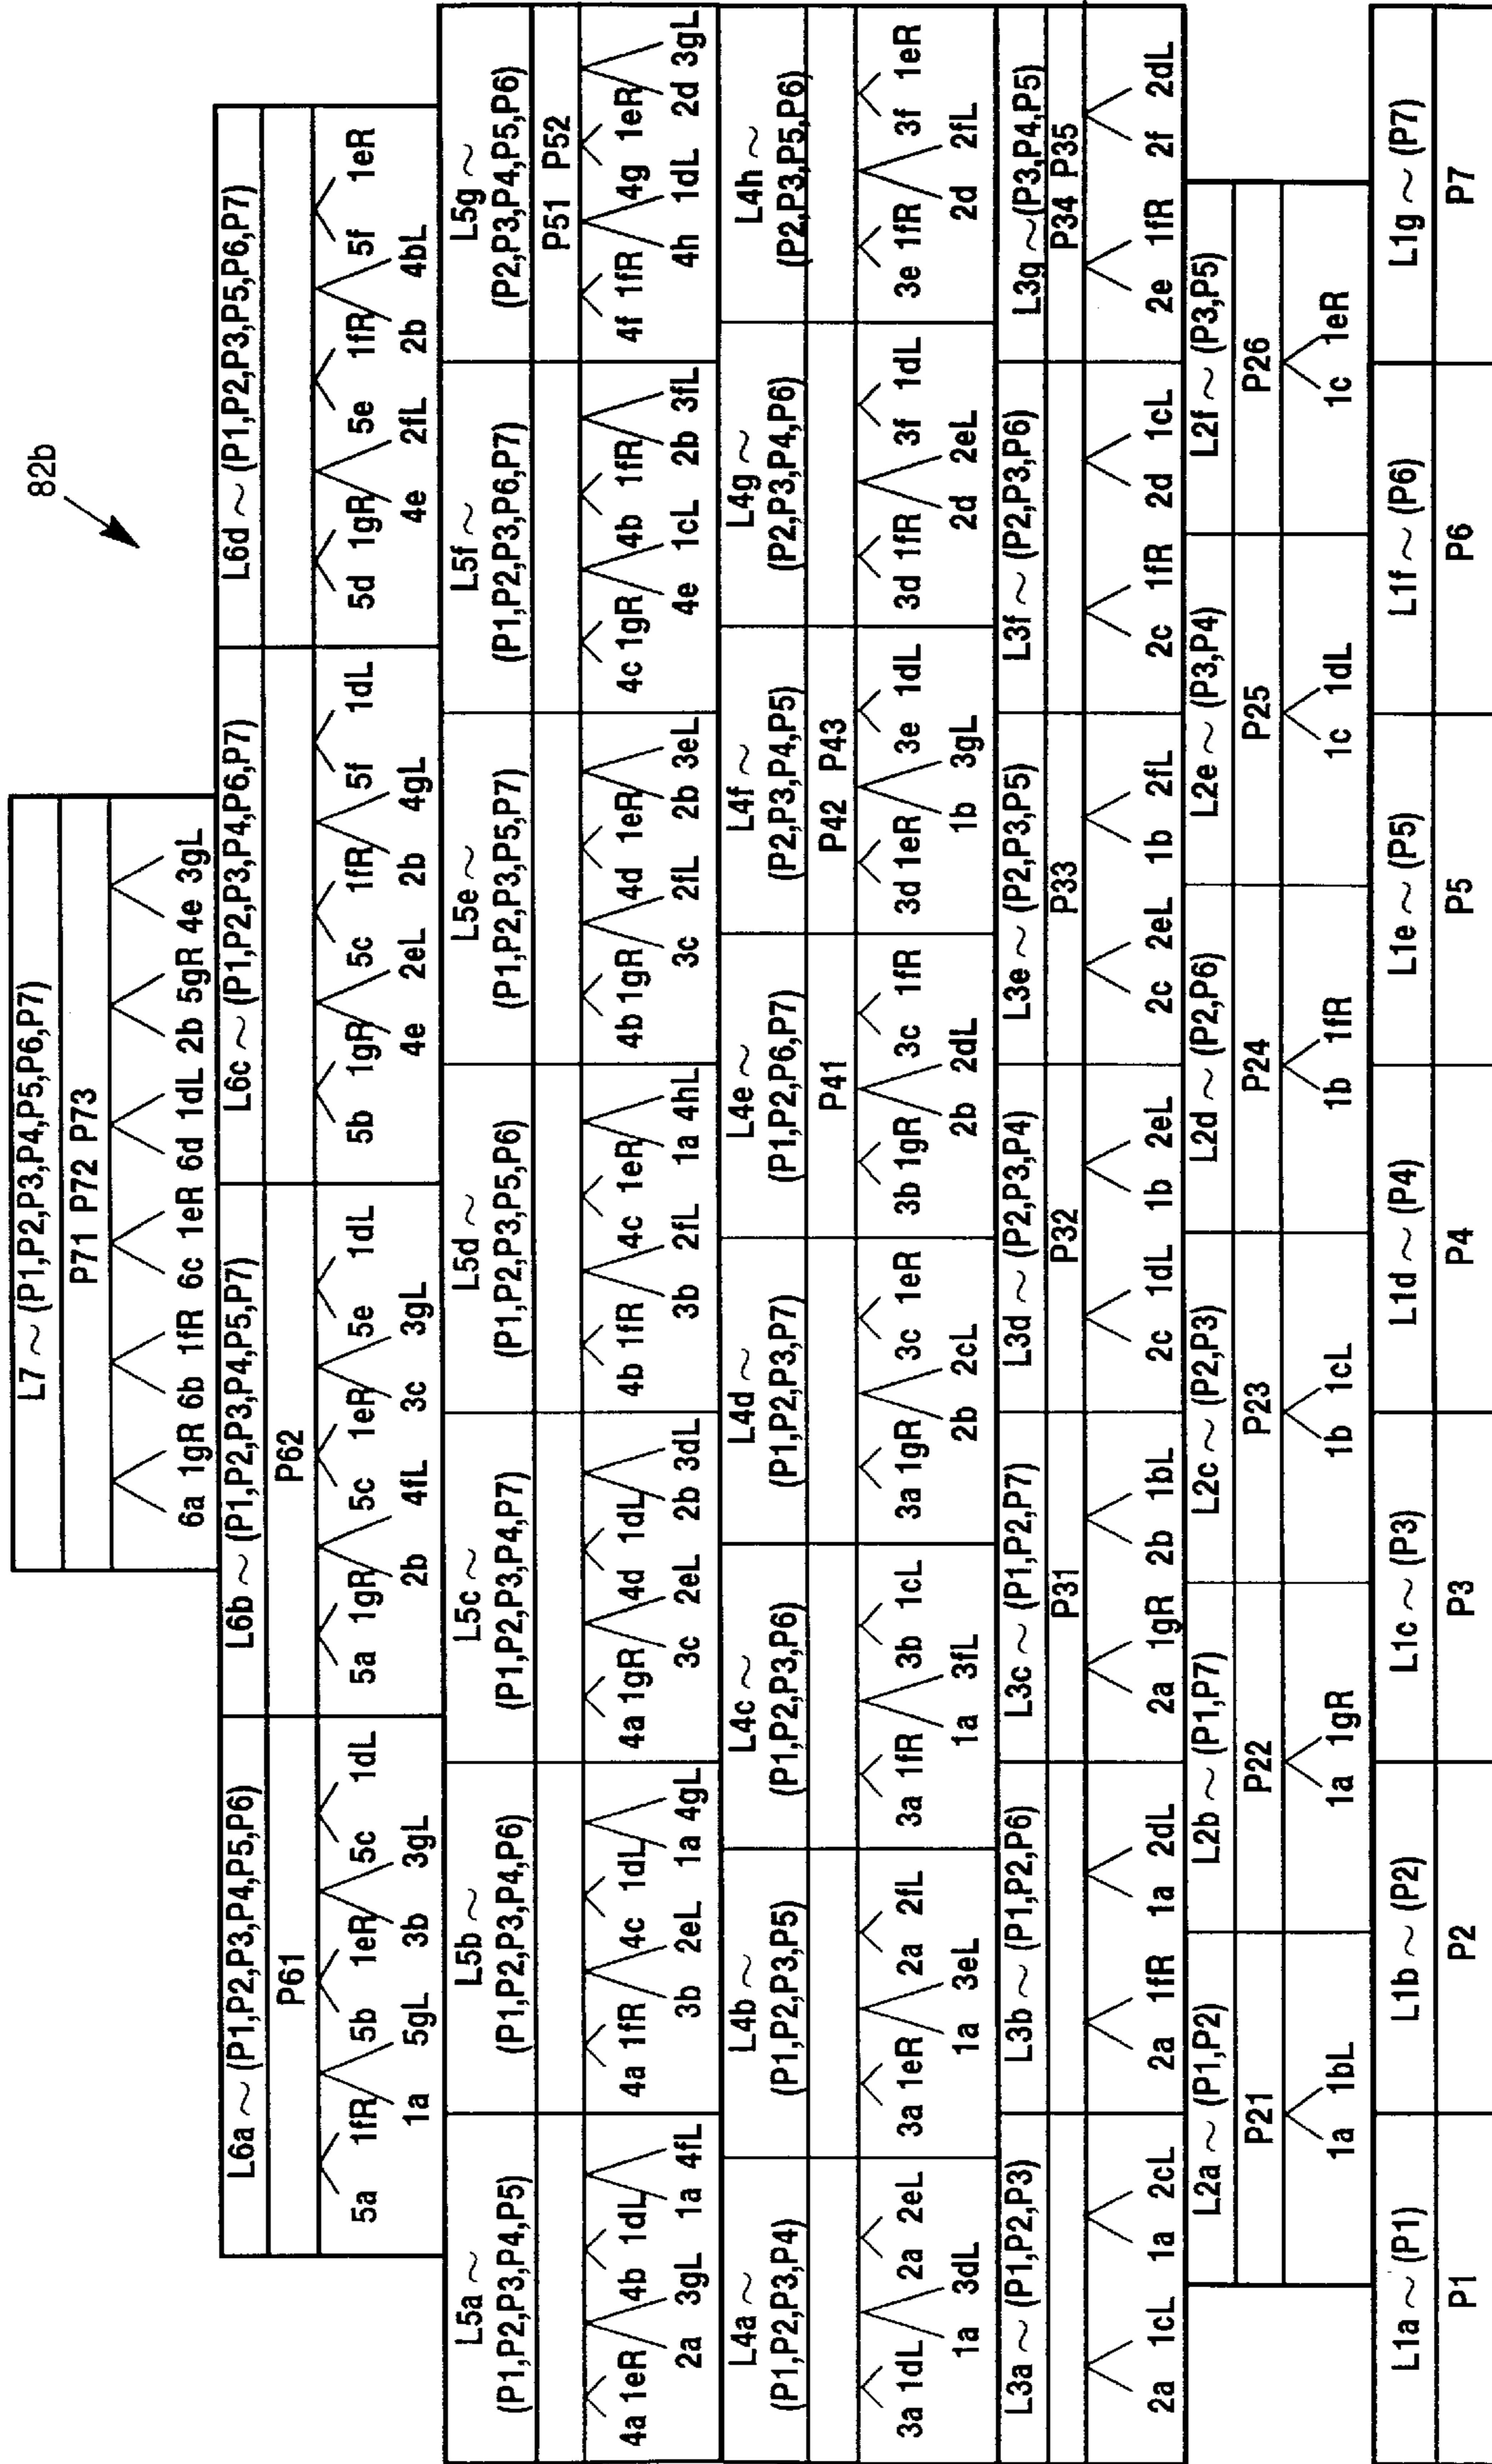 82b
L7 ~ (P1,P2,P3,P4,P5,P6,P7)
P71 P72 P73
6a 1gR 6b 1fR 6c 1eR 6d 1dL 2b 5gR 4e 3gL
L6a ~ (P1,P2,P3,P4,P5,P6)
P61
5a 1fR 5b 1eR 5c 1dL
1a 5gL 3b 3gL
L6b ~ (P1,P2,P3,P4,P5,P7)
P62
5a 1gR 5c 1eR 5e 1dL
2b 4fL 3c 3gL
L6c ~ (P1,P2,P3,P4,P6,P7)
5b 1gR 5c 1fR 5f 1dL
4e 2eL 2b 4gL
L6d ~ (P1,P2,P3,P5,P6,P7)
5d 1gR 5e 1fR 5f 1eR
4e 2fL 2b 4bL
L5a ~
(P1,P2,P3,P4,P5)
4a 1eR 4b 1dL
2a 3gL 1a 4fL
L5b ~
(P1,P2,P3,P4,P6)
4a 1fR 4c 1dL
3b 2eL 1a 4gL
L5c ~
(P1,P2,P3,P4,P7)
4a 1gR 4d 1dL
3c 2eL 2b 3dL
L5d ~
(P1,P2,P3,P5,P6)
4b 1fR 4c 1eR
3b 2fL 1a 4hL
L5e ~
(P1,P2,P3,P5,P7)
4b 1gR 4d 1eR
3c 2fL 2b 3eL
L5f ~
(P1,P2,P3,P6,P7)
4c 1gR 4b 1fR
4e 1cL 2b 3fL
L5g ~
(P2,P3,P4,P5,P6)
P51 P52
4f 1fR 4g 1eR
4h 1dL 2d 3gL
L4a ~
(P1,P2,P3,P4)
3a 1dL 2a 2eL
1a 3dL
L4b ~
(P1,P2,P3,P5)
3a 1eR 2a 2fL
1a 3eL
L4c ~
(P1,P2,P3,P6)
3a 1fR 3b 1cL
1a 3fL
L4d ~
(P1,P2,P3,P7)
3a 1gR 3c 1eR
2b 2cL
L4e ~
(P1,P2,P6,P7)
P41
3b 1gR 3c 1fR
2b 2dL
L4f ~
(P2,P3,P4,P5)
P42 P43
3d 1eR 3e 1dL
1b 3gL
L4g ~
(P2,P3,P4,P6)
3d 1fR 3f 1dL
2d 2eL
L4h ~
(P2,P3,P5,P6)
3e 1fR 3f 1eR
2d 2fL
L3a ~ (P1,P2,P3)
2a 1cL 1a 2cL
L3b ~ (P1,P2,P6)
2a 1fR 1a 2dL
L3c ~ (P1,P2,P7)
P31
2a 1gR 2b 1bL
L3d ~ (P2,P3,P4)
P32
2c 1dL 1b 2eL
L3e ~ (P2,P3,P5)
P33
2c 2eL 1b 2fL
L3f ~ (P2,P3,P6)
2c 1fR 2d 1cL
L3g ~ (P3,P4,P5)
P34 P35
2e 1fR 2f 2dL
L2a ~ (P1,P2)
P21
1a 1bL
L2b ~ (P1,P7)
P22
1a 1gR
L2c ~ (P2,P3)
P23
1b 1cL
L2d ~ (P2,P6)
P24
1b 1fR
L2e ~ (P3,P4)
P25
1c 1dL
L2f ~ (P3,P5)
P26
1c 1eR
L1a ~ (P1)
P1
L1b ~ (P2)
P2
L1c ~ (P3)
P3
L1d ~ (P4)
P4
L1e ~ (P5)
P5
L1f ~ (P6)
P6
L1g ~ (P7)
P7